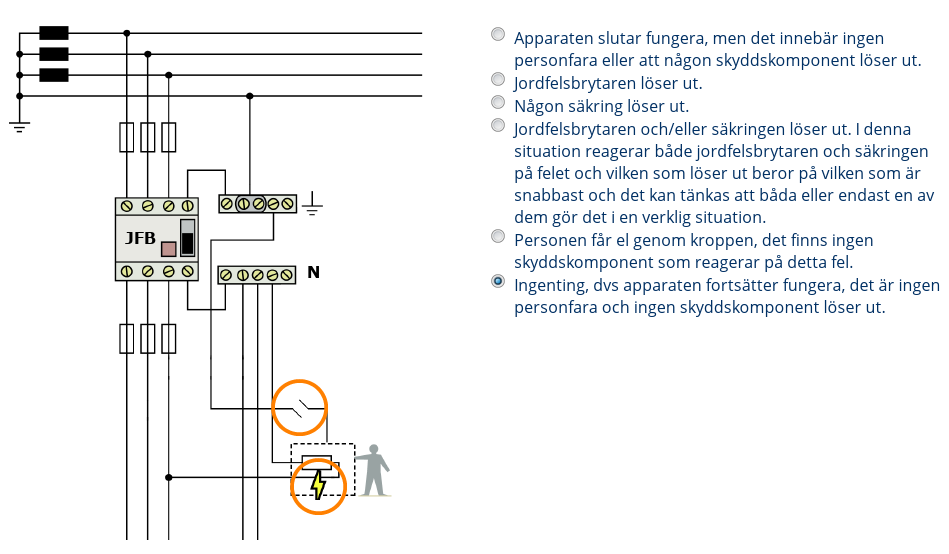 JFB
N
Apparaten slutar fungera, men det innebär ingen
personfara eller att någon skyddskomponent löser ut.
Jordfelsbrytaren löser ut.
Någon säkring löser ut.
Jordfelsbrytaren och/eller säkringen löser ut. I denna
situation reagerar både jordfelsbrytaren och säkringen
på felet och vilken som löser ut beror på vilken som är
snabbast och det kan tänkas att båda eller endast en av
dem gör det i en verklig situation.
Personen får el genom kroppen, det finns ingen
skyddskomponent som reagerar på detta fel.
Ingenting, dvs apparaten fortsätter fungera, det är ingen
personfara och ingen skyddskomponent löser ut.